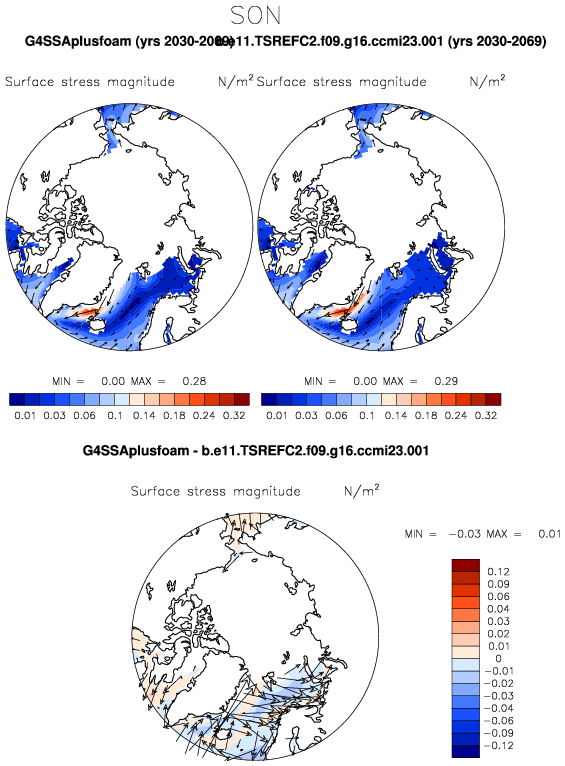 SON
G4SSAplusfoam (yrs 2030-2069) b.e11.TSREFC2.f09.g16.ccmi23.001 (yrs 2030-2069)
Surface stress magnitude N/m² Surface stress magnitude N/m²
MIN = 0.00 MAX = 0.28 MIN = 0.00 MAX = 0.29
0.01 0.03 0.06 0.1 0.14 0.18 0.24 0.32 0.01 0.03 0.06 0.1 0.14 0.18 0.24 0.32
G4SSAplusfoam - b.e11.TSREFC2.f09.g16.ccmi23.001
Surface stress magnitude N/m²
MIN = -0.03 MAX = 0.01
0.12
0.09
0.06
0.04
0.03
0.02
0.01
0
-0.01
-0.02
-0.03
-0.04
-0.06
-0.09
-0.12